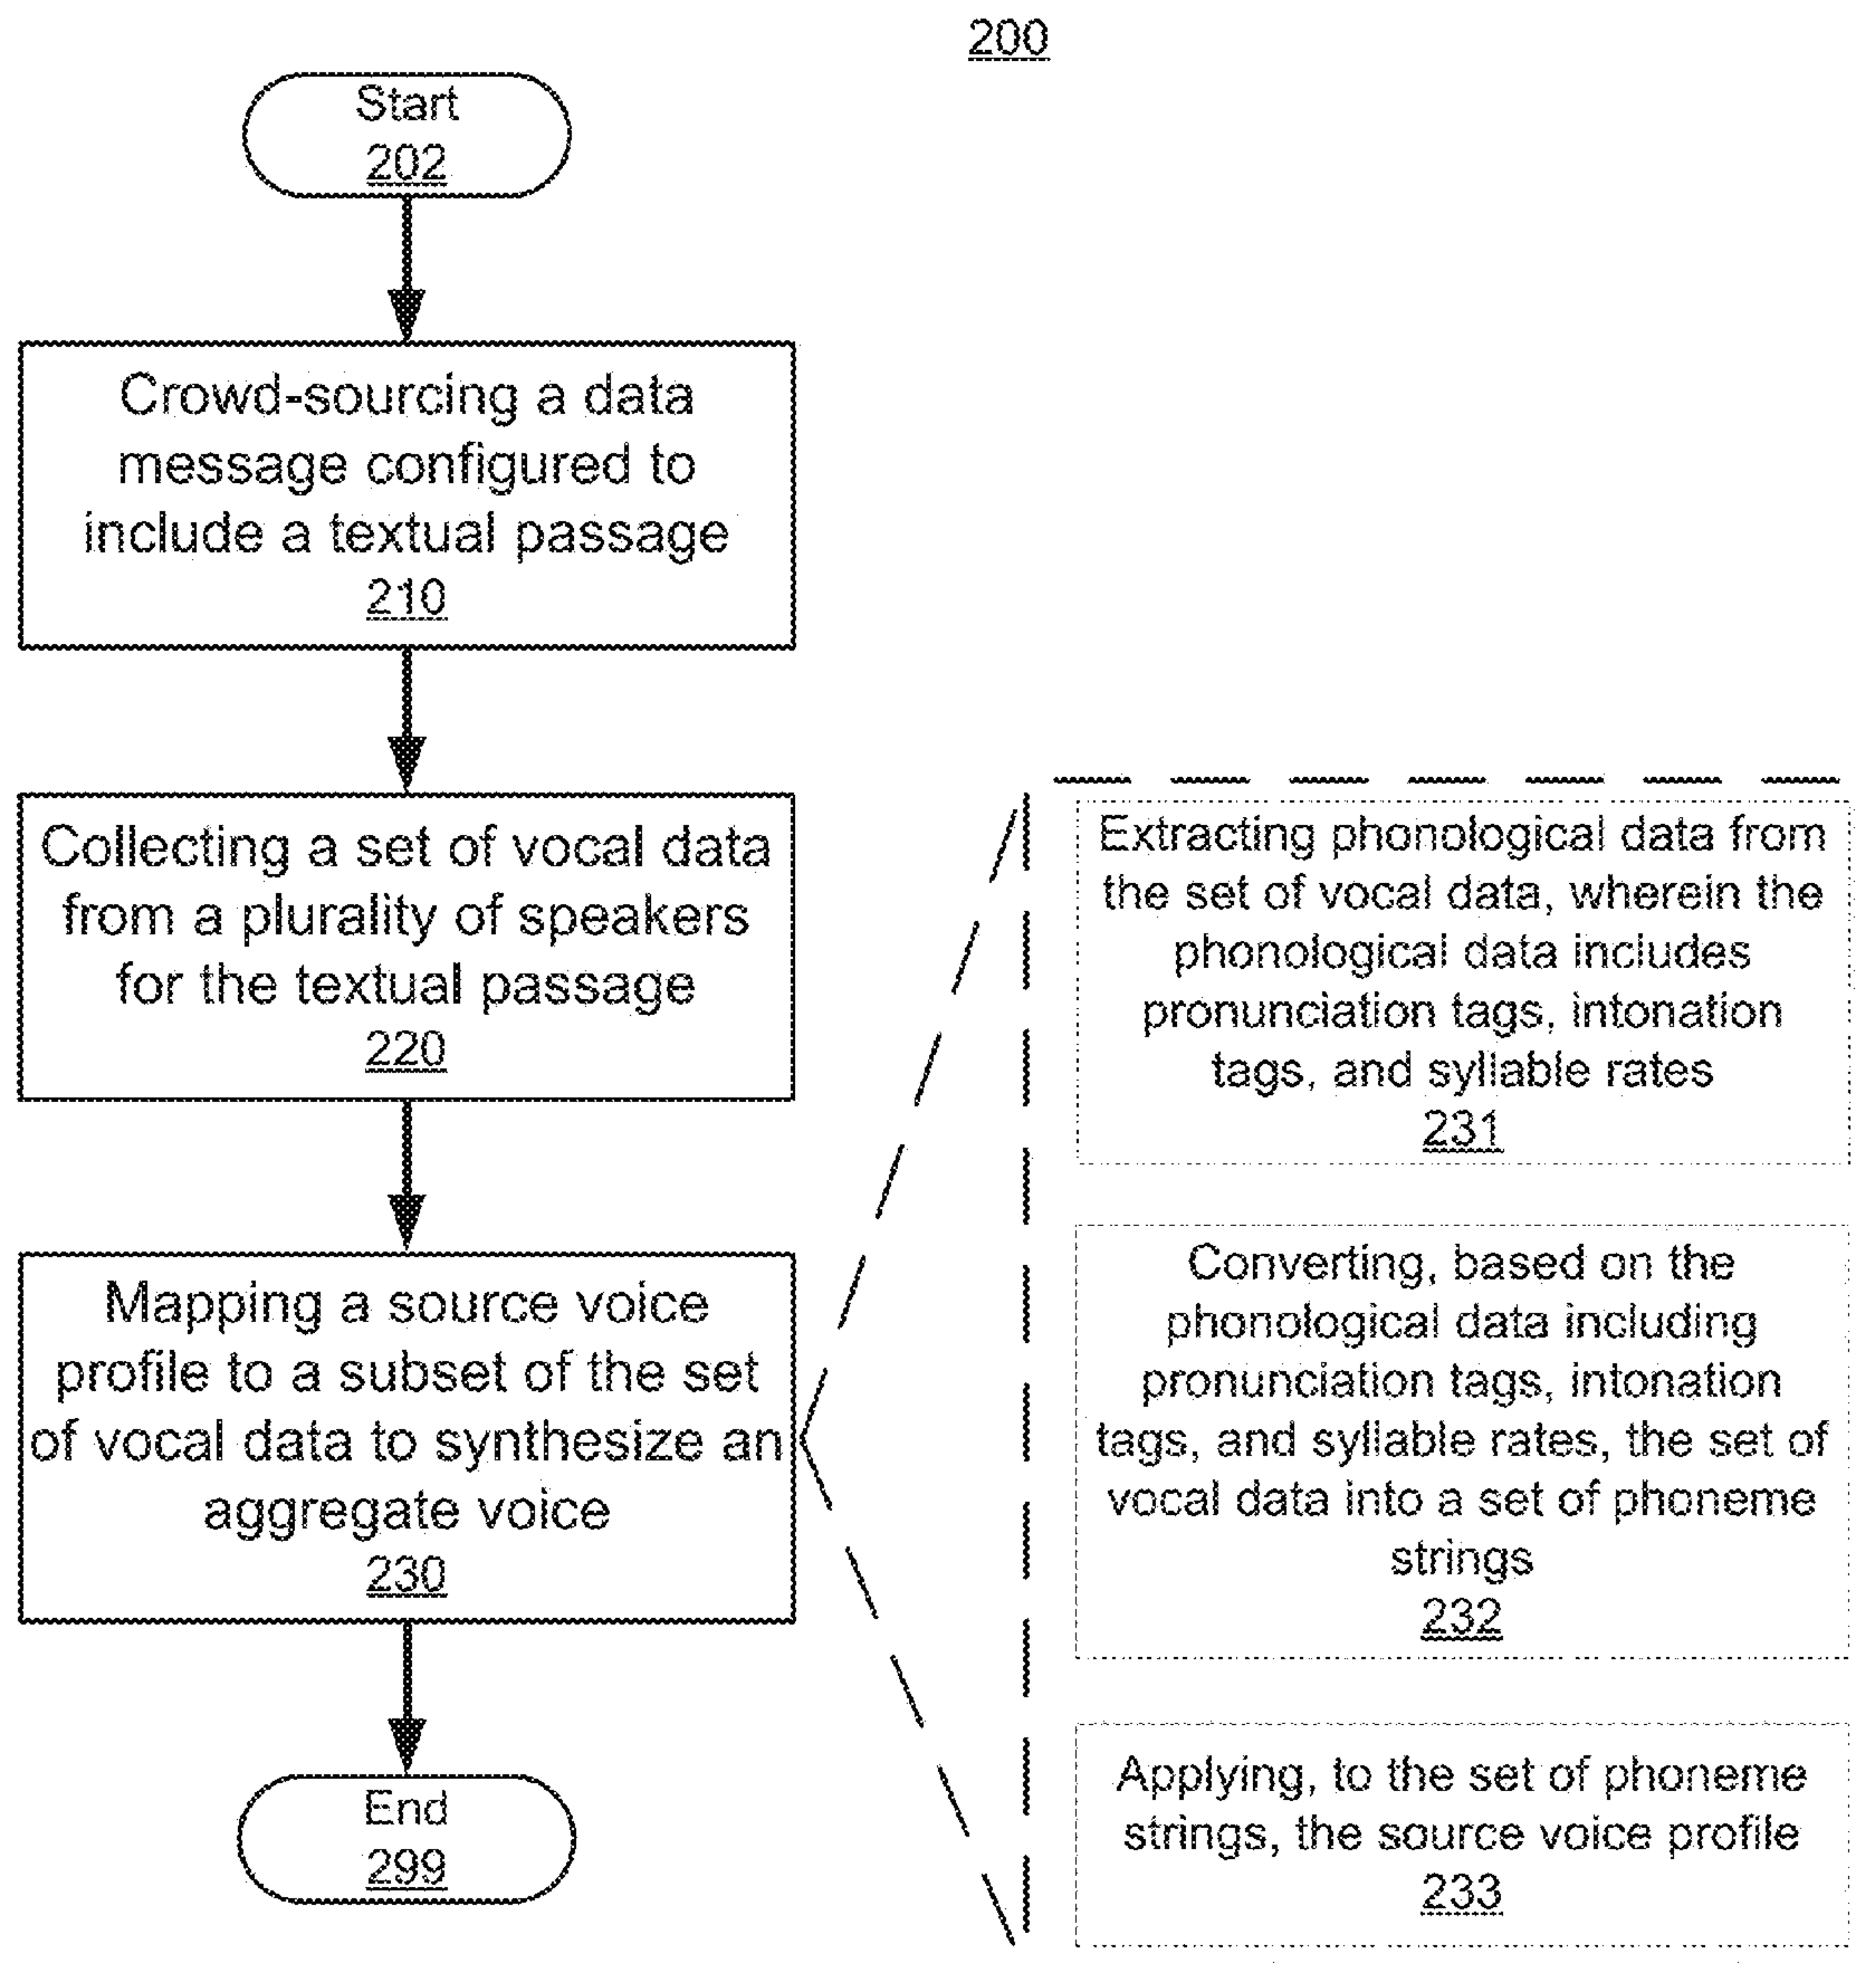 200
Start
202
Crowd-sourcing a data
message configured to
include a textual passage
210
Collecting a set of vocal data
from a plurality of speakers
for the textual passage
220
Mapping a source voice
profile to a subset of the set
of vocal data to synthesize an
aggregate voice
230
End
299
Extracting phonological data from
the set of vocal data, wherein the
phonological data includes
pronunciation tags, intonation
tags, and syllable rates
231
Converting, based on the
phonological data including
pronunciation tags, intonation
tags, and syllable rates, the set of
vocal data into a set of phoneme
strings
232
Applying, to the set of phoneme
strings, the source voice profile
233